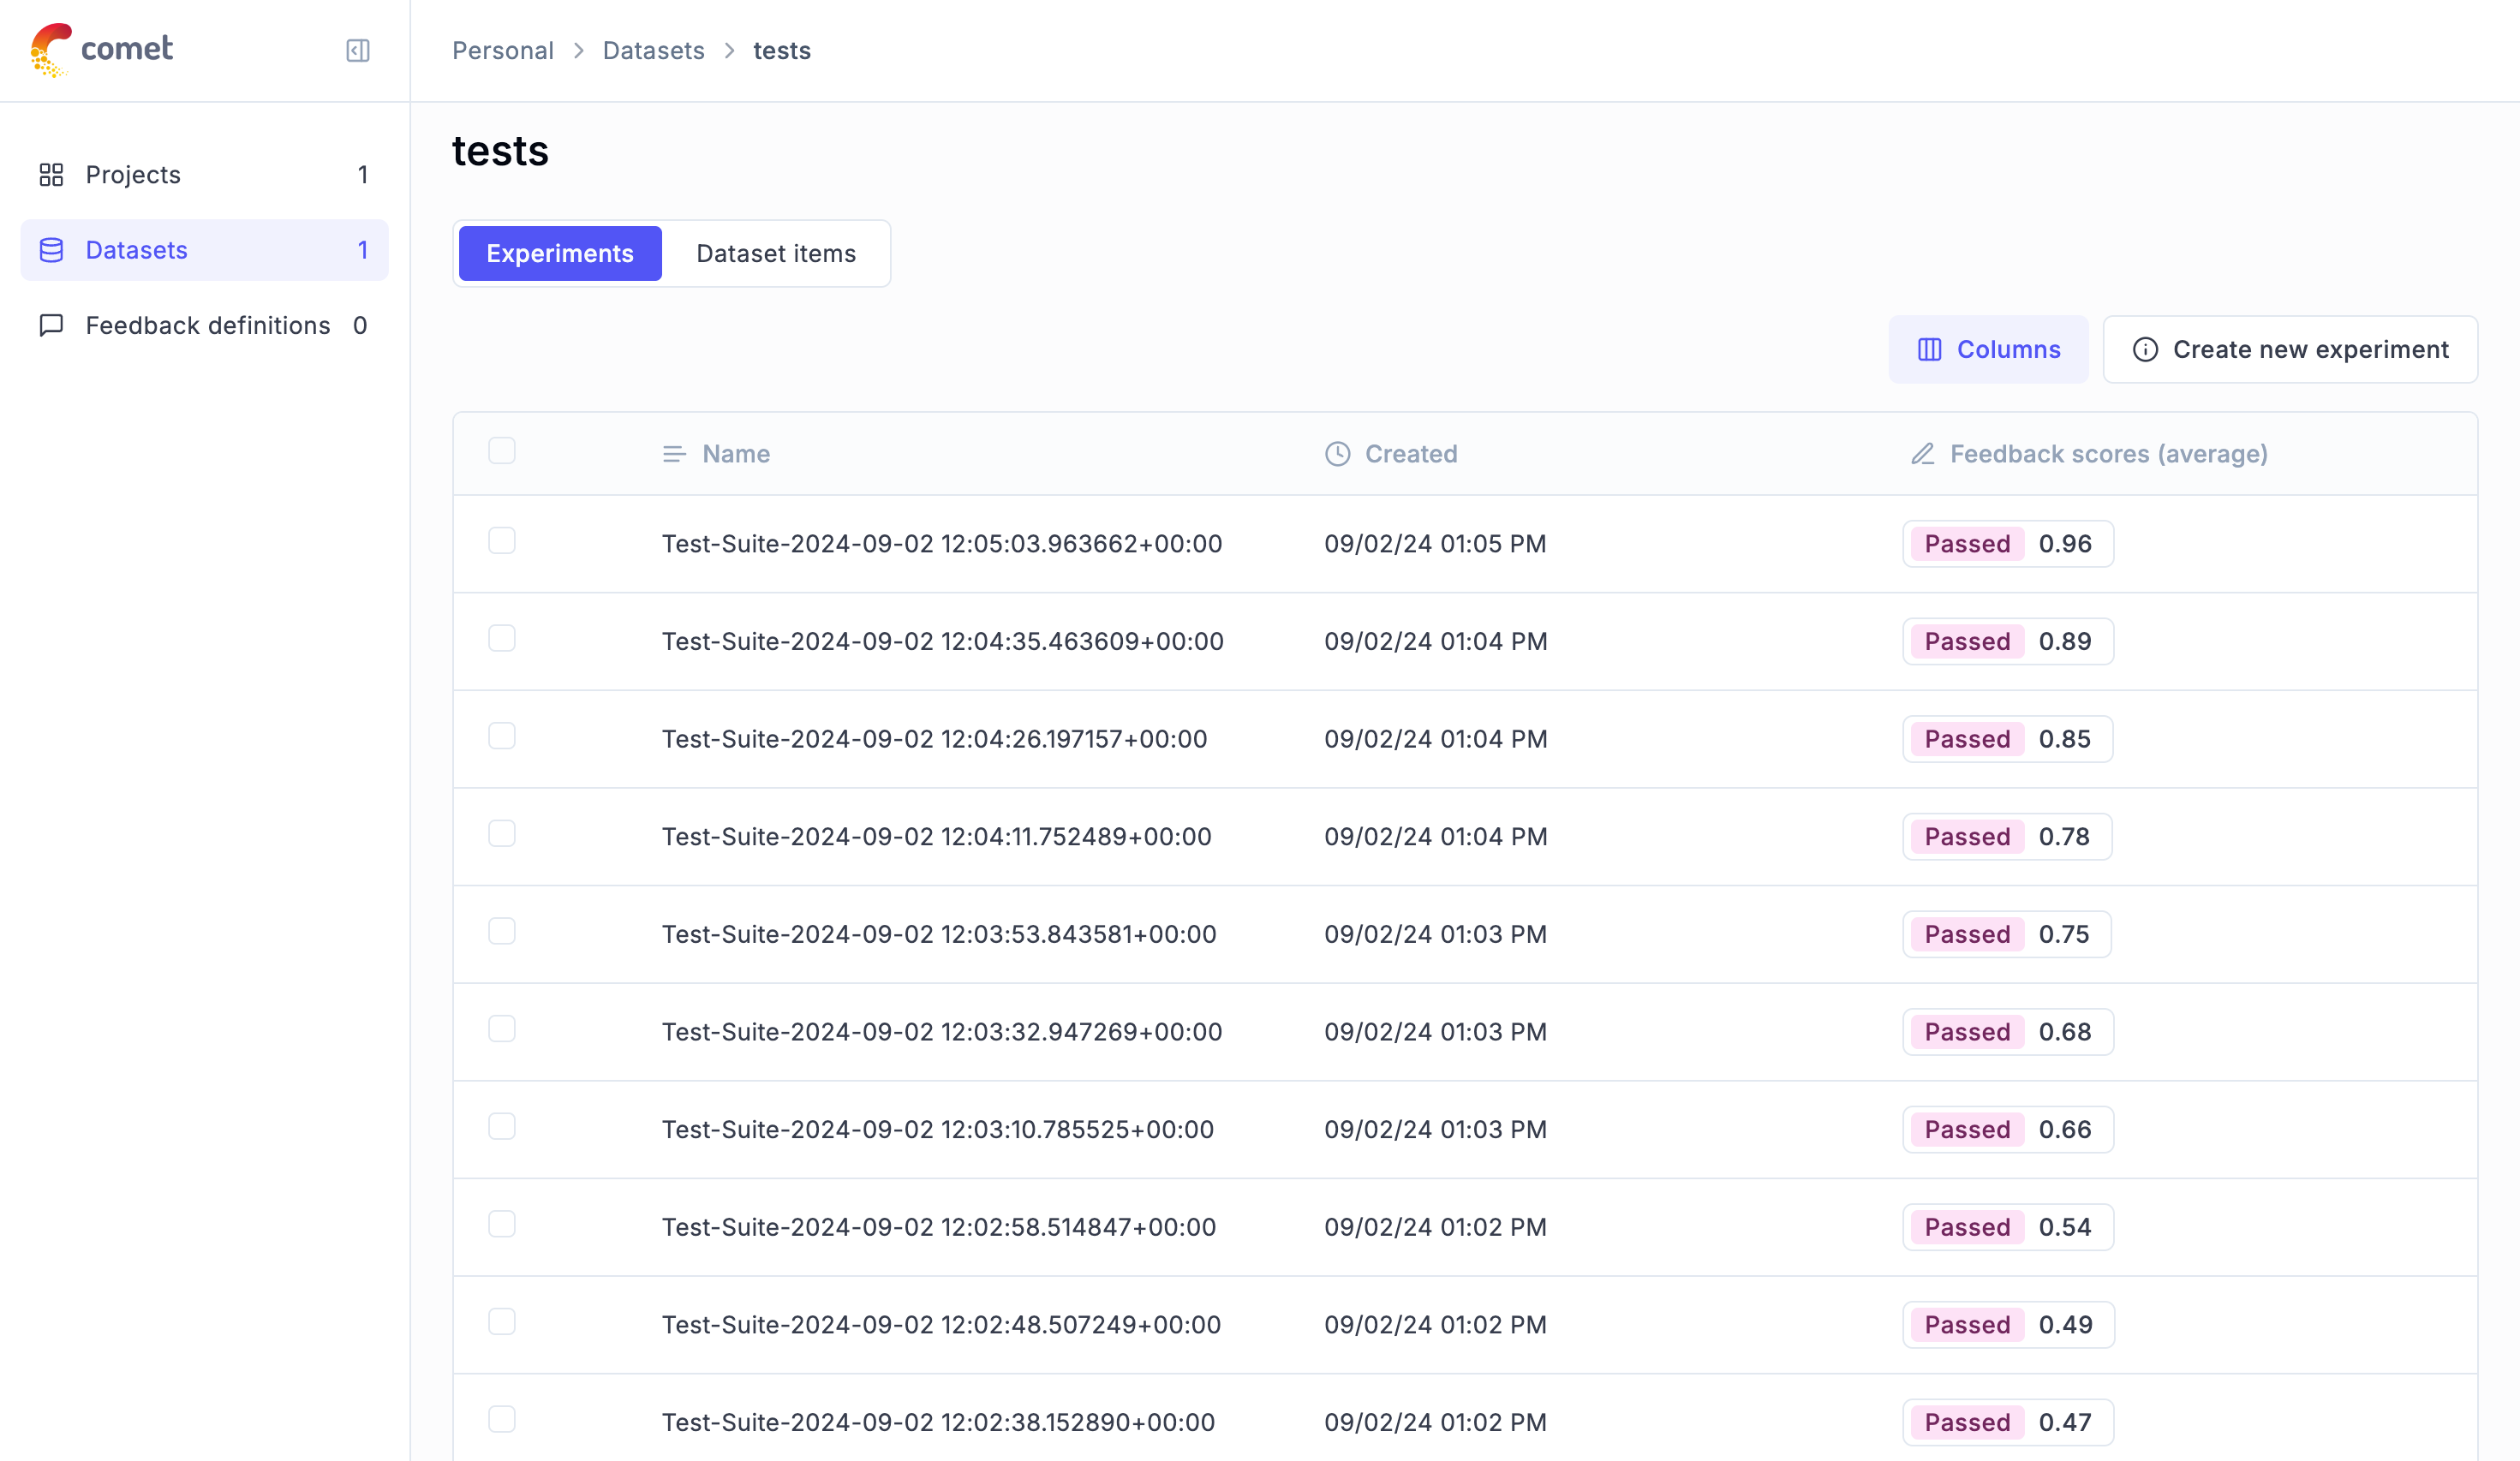 comet
Personal > Datasets > tests
Projects 1
Datasets 1
Feedback definitions 0
tests
Experiments Dataset items
Columns Create new experiment
Name Created Feedback scores (average)
Test-Suite-2024-09-02 12:05:03.963662+00:00 09/02/24 01:05 PM Passed 0.96
Test-Suite-2024-09-02 12:04:35.463609+00:00 09/02/24 01:04 PM Passed 0.89
Test-Suite-2024-09-02 12:04:26.197157+00:00 09/02/24 01:04 PM Passed 0.85
Test-Suite-2024-09-02 12:04:11.752489+00:00 09/02/24 01:04 PM Passed 0.78
Test-Suite-2024-09-02 12:03:53.843581+00:00 09/02/24 01:03 PM Passed 0.75
Test-Suite-2024-09-02 12:03:32.947269+00:00 09/02/24 01:03 PM Passed 0.68
Test-Suite-2024-09-02 12:03:10.785525+00:00 09/02/24 01:03 PM Passed 0.66
Test-Suite-2024-09-02 12:02:58.514847+00:00 09/02/24 01:02 PM Passed 0.54
Test-Suite-2024-09-02 12:02:48.507249+00:00 09/02/24 01:02 PM Passed 0.49
Test-Suite-2024-09-02 12:02:38.152890+00:00 09/02/24 01:02 PM Passed 0.47